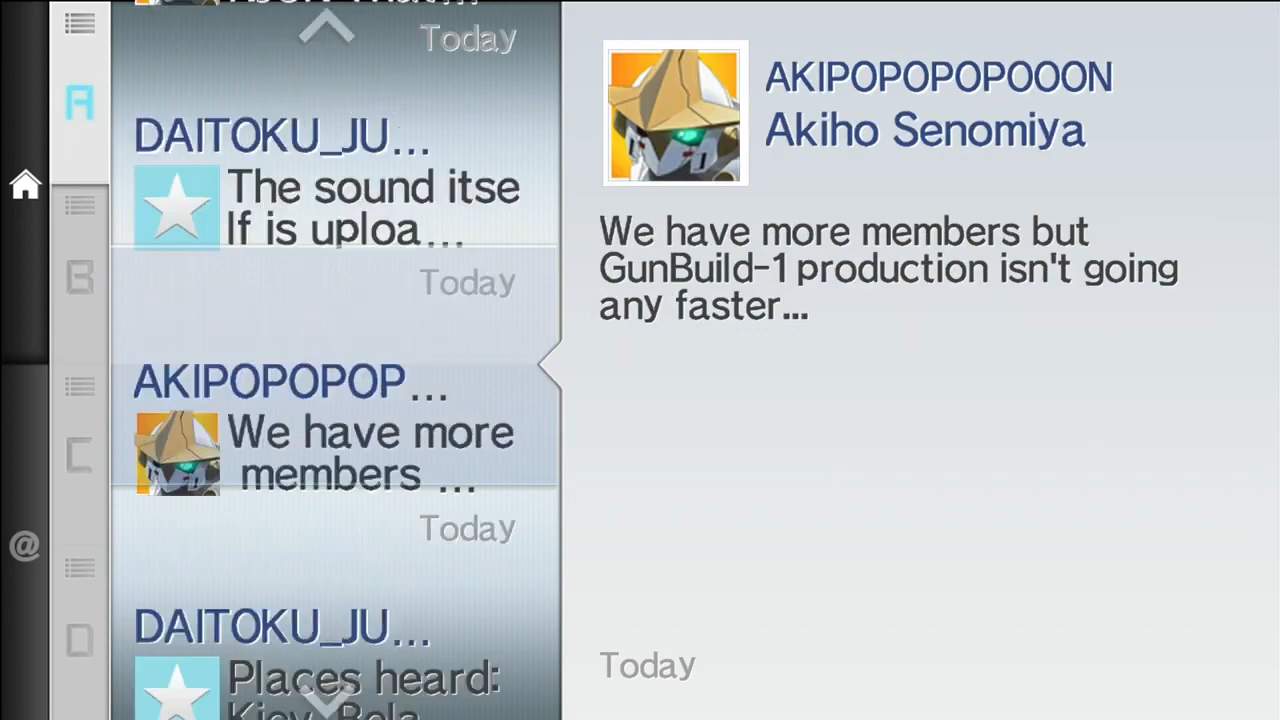 Today
A
DAITOKU_JU...
The sound itse
lf is uploa...
Today
B
AKIPOPOPOP...
We have more
members ...
Today
C
@
DAITOKU_JU...
Places heard:
D
AKIPOPOPOPOOON
Akiho Senomiya
We have more members but
GunBuild-1 production isn't going
any faster...
Today